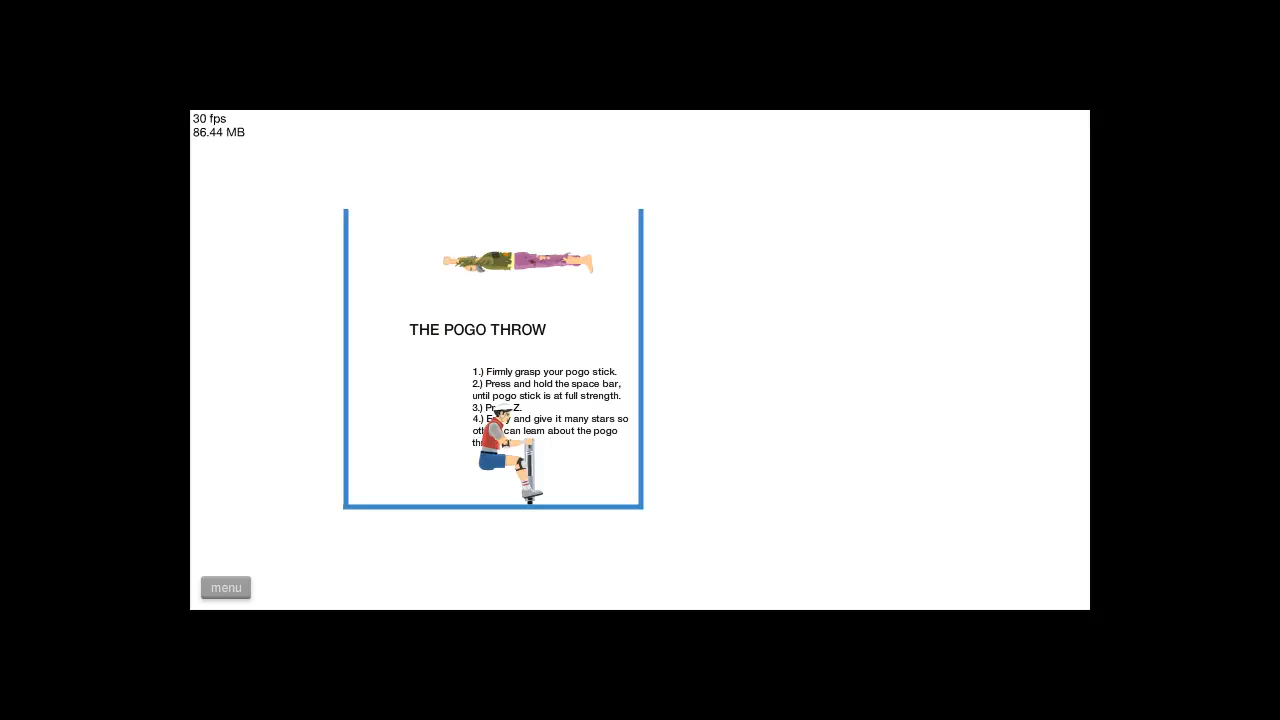 30 fps
86.44 MB
THE POGO THROW
1.) Firmly grasp your pogo stick.
2.) Press and hold the space bar,
until pogo stick is at full strength.
3.) Z.
4.) and give it many stars so
can learn about the pogo
menu